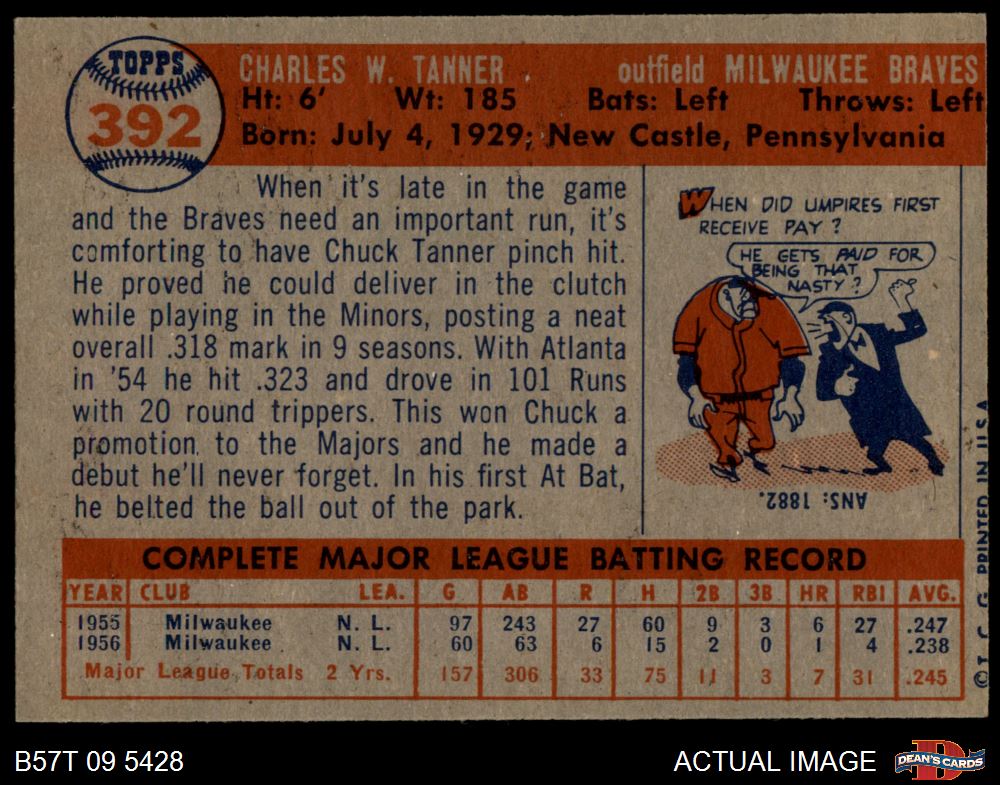 TOPPS
392
CHARLES W. TANNER outfield MILWAUKEE BRAVES
Ht: 6' Wt: 185 Bats: Left Throws: Left
Born: July 4, 1929; New Castle, Pennsylvania
When it's late in the game
and the Braves need an important run, it's
comforting to have Chuck Tanner pinch hit.
He proved he could deliver in the clutch
while playing in the Minors, posting a neat
overall .318 mark in 9 seasons. With Atlanta
in '54 he hit .323 and drove in 101 Runs
with 20 round trippers. This won Chuck a
promotion to the Majors and he made a
debut he'll never forget. In his first At Bat,
he belted the ball out of the park.
WHEN DID UMPIRES FIRST
RECEIVE PAY?
HE GETS PAID FOR
BEING THAT
NASTY?
ANS: 1882.
COMPLETE MAJOR LEAGUE BATTING RECORD
YEAR CLUB LEA. G AB R H 2B 3B HR RBI AVG.
1955 Milwaukee N. L. 97 243 27 60 9 3 6 27 .247
1956 Milwaukee N. L. 60 63 6 15 2 0 1 4 .238
Major League Totals 2 Yrs. 157 306 33 75 11 3 7 31 .245
© T. C. G. PRINTED IN U.S.A.
B57T 09 5428
ACTUAL IMAGE
DEAN'S CARDS